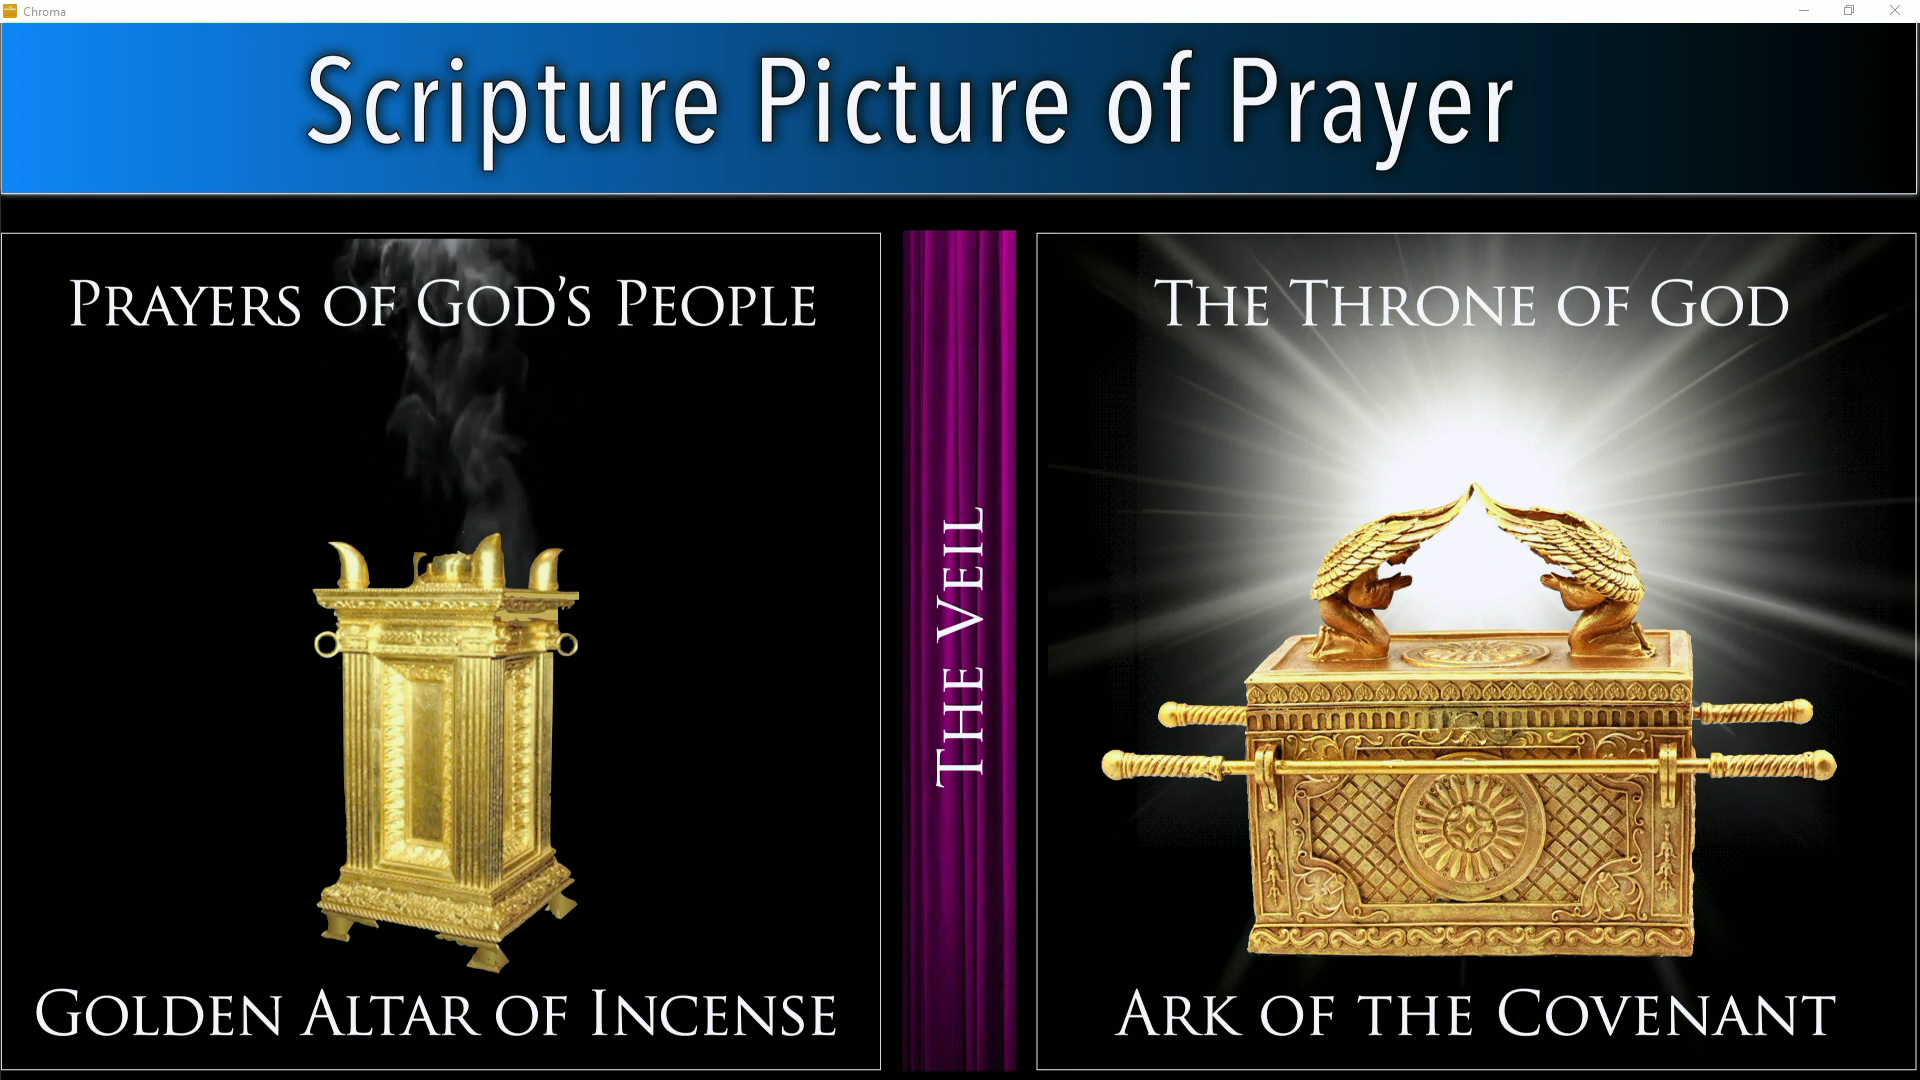 Chroma
Scripture Picture of Prayer
Prayers of God's People
Golden Altar of Incense
The Veil
The Throne of God
Ark of the Covenant